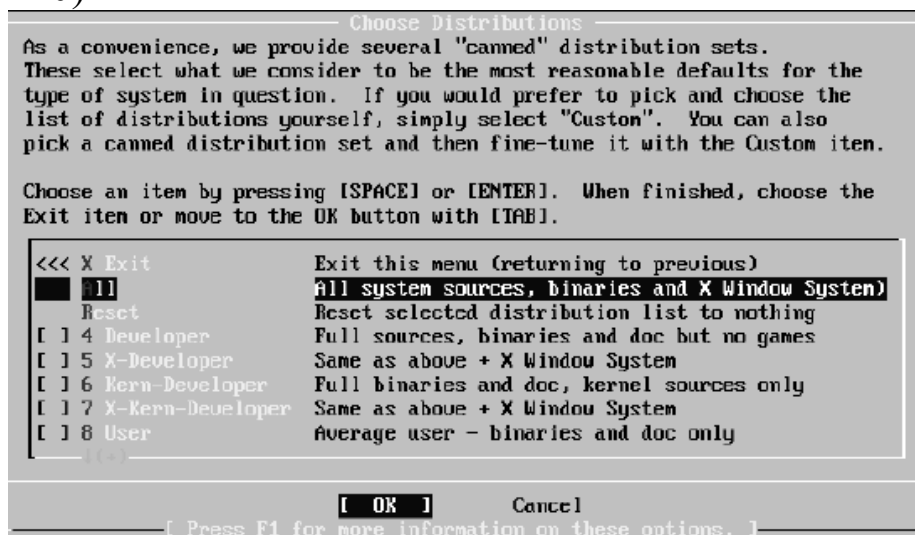 Choose Distributions
As a convenience, we provide several "canned" distribution sets.
These select what we consider to be the most reasonable defaults for the
type of system in question.  If you would prefer to pick and choose the
list of distributions yourself, simply select "Custom".  You can also
pick a canned distribution set and then fine-tune it with the Custom item.
Choose an item by pressing [SPACE] or [ENTER].  When finished, choose the
Exit item or move to the OK button with [TAB].
<<< X Exit Exit this menu (returning to previous)
All All system sources, binaries and X Window System)
Reset Reset selected distribution list to nothing
[ ] 4 Developer Full sources, binaries and doc but no games
[ ] 5 X-Developer Same as above + X Window System
[ ] 6 Kern-Developer Full binaries and doc, kernel sources only
[ ] 7 X-Kern-Developer Same as above + X Window System
[ ] 8 User Average user - binaries and doc only
[ OK ] Cancel
[ Press F1 for more information on these options. ]